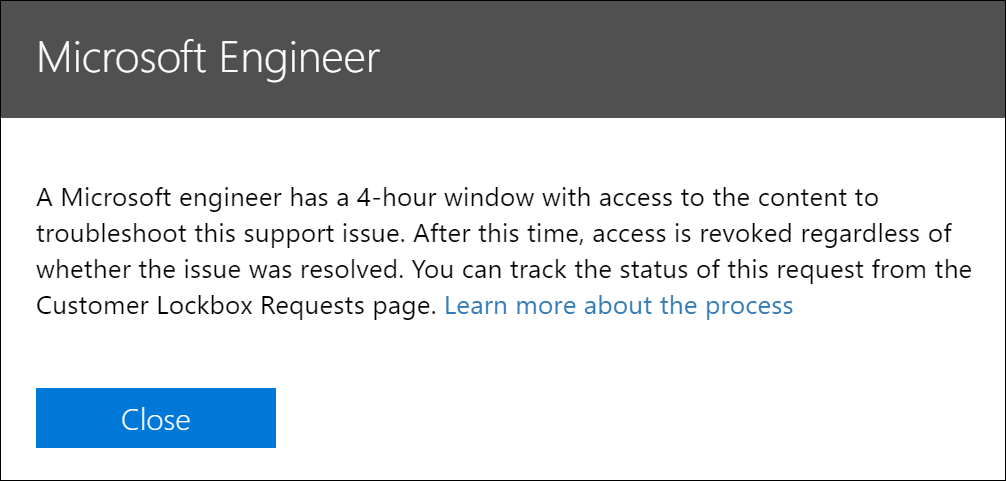 Microsoft Engineer
A Microsoft engineer has a 4-hour window with access to the content to
troubleshoot this support issue. After this time, access is revoked regardless of
whether the issue was resolved. You can track the status of this request from the
Customer Lockbox Requests page. Learn more about the process
Close